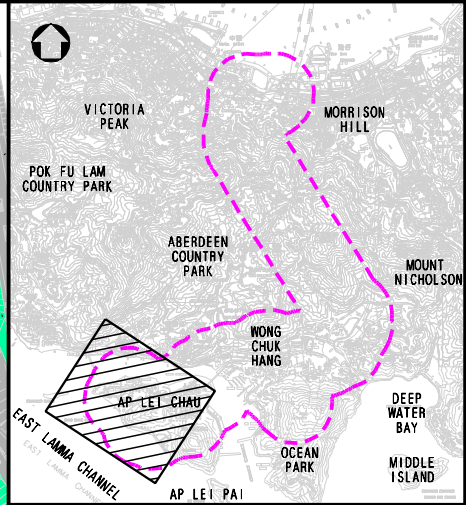 VICTORIA
PEAK
MORRISON
HILL
POK FU LAM
COUNTRY PARK
ABERDEEN
COUNTRY
PARK
MOUNT
NICHOLSON
WONG
CHUK
HANG
AP LEI CHAU
DEEP
WATER
BAY
EAST LAMMA CHANNEL
EAST LAMMA CHANNEL
OCEAN
PARK
MIDDLE
ISLAND
AP LEI PAI